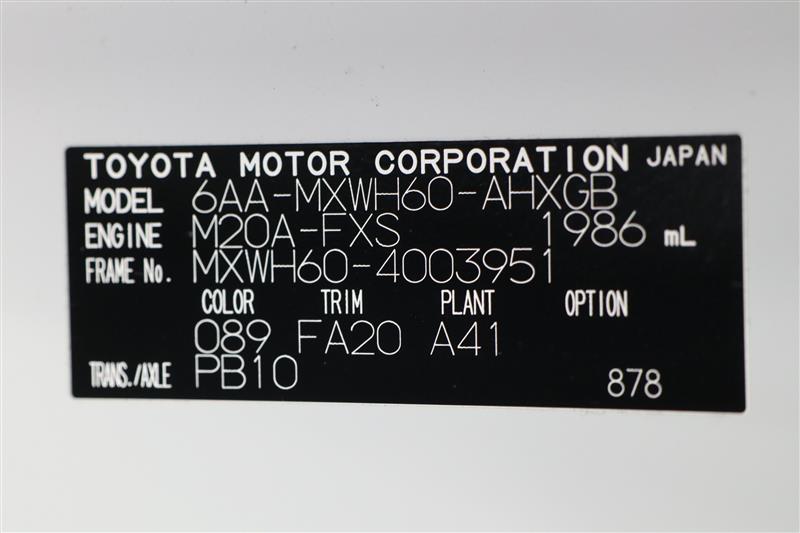 TOYOTA MOTOR CORPORATION JAPAN
MODEL 6AA-MXWH60-AHXGB
ENGINE M20A-FXS 1986 mL
FRAME No. MXWH60-4003951
COLOR TRIM PLANT OPTION
089 FA20 A41
TRANS./AXLE PB10 878